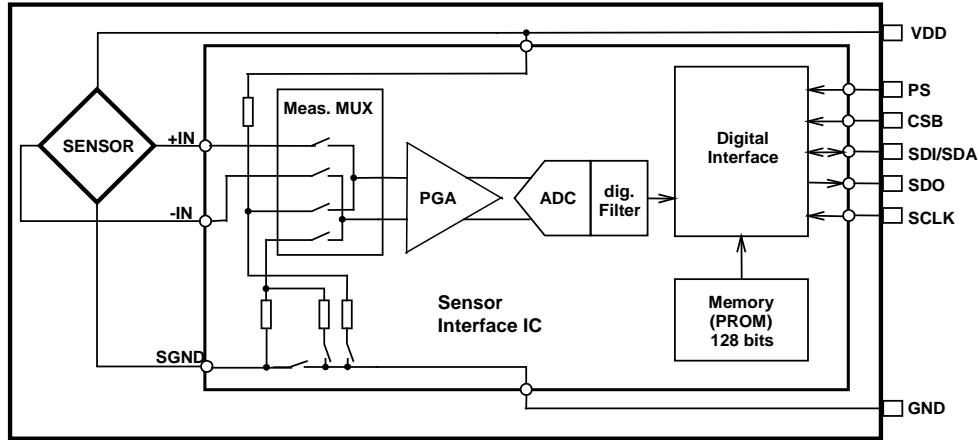 VDD
PS
CSB
SDI/SDA
SDO
SCLK
GND
SENSOR
+IN
-IN
SGND
Meas. MUX
PGA
ADC
dig.
Filter
Digital
Interface
Memory
(PROM)
128 bits
Sensor
Interface IC